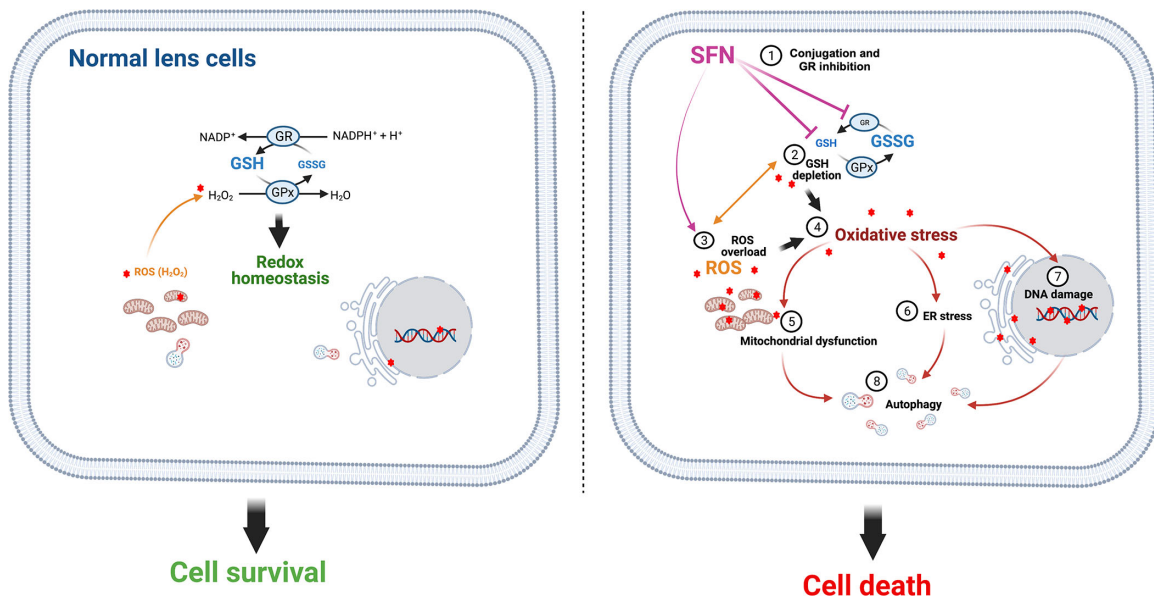 Normal lens cells
NADP⁺
GR
NADPH⁺ + H⁺
GSH
GSSG
H₂O₂
GPx
H₂O
ROS (H₂O₂)
Redox
homeostasis
Cell survival
SFN
1
Conjugation and
GR inhibition
GR
GSH
GSSG
2
GSH
depletion
GPx
3
ROS
overload
ROS
4
Oxidative stress
5
Mitochondrial dysfunction
6
ER stress
7
DNA damage
8
Autophagy
Cell death